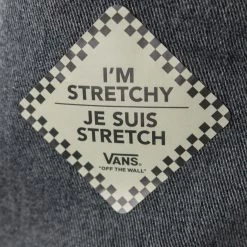 I'M
STRETCHY
JE SUIS
STRETCH
VANS
"OFF THE WALL"